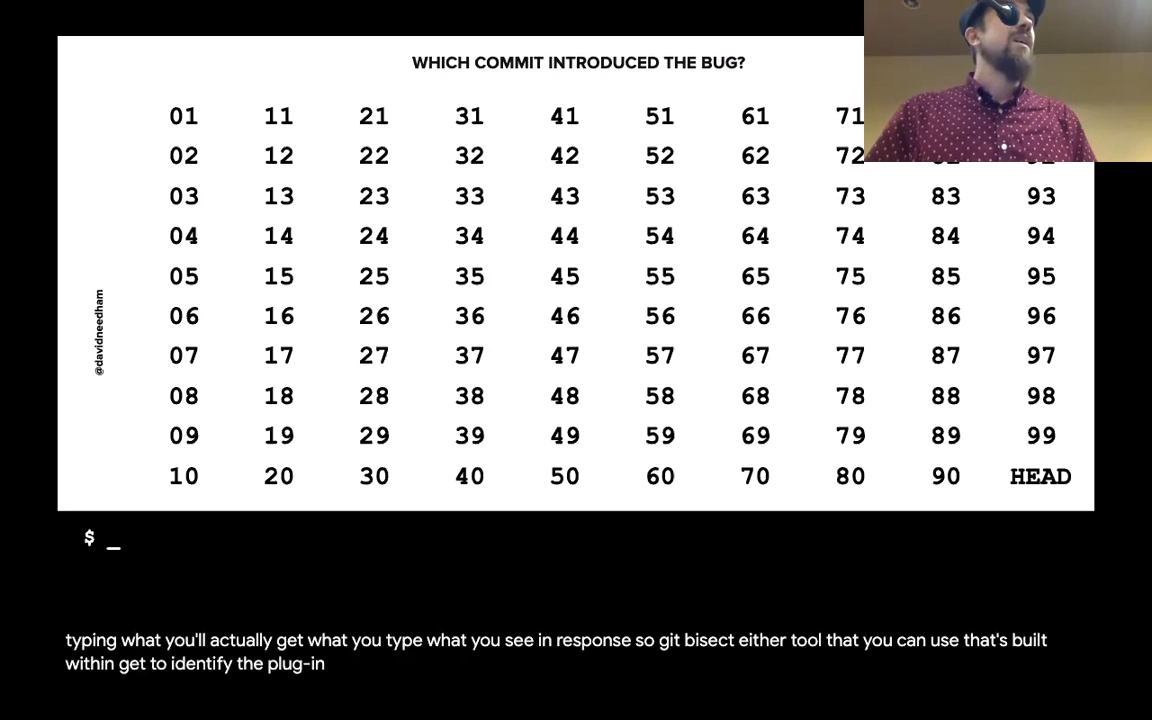 WHICH COMMIT INTRODUCED THE BUG?
01 11 21 31 41 51 61 71
02 12 22 32 42 52 62 72
03 13 23 33 43 53 63 73 83 93
04 14 24 34 44 54 64 74 84 94
05 15 25 35 45 55 65 75 85 95
06 16 26 36 46 56 66 76 86 96
07 17 27 37 47 57 67 77 87 97
08 18 28 38 48 58 68 78 88 98
09 19 29 39 49 59 69 79 89 99
10 20 30 40 50 60 70 80 90 HEAD
@davidneedham
$ _
typing what you'll actually get what you type what you see in response so git bisect either tool that you can use that's built
within get to identify the plug-in